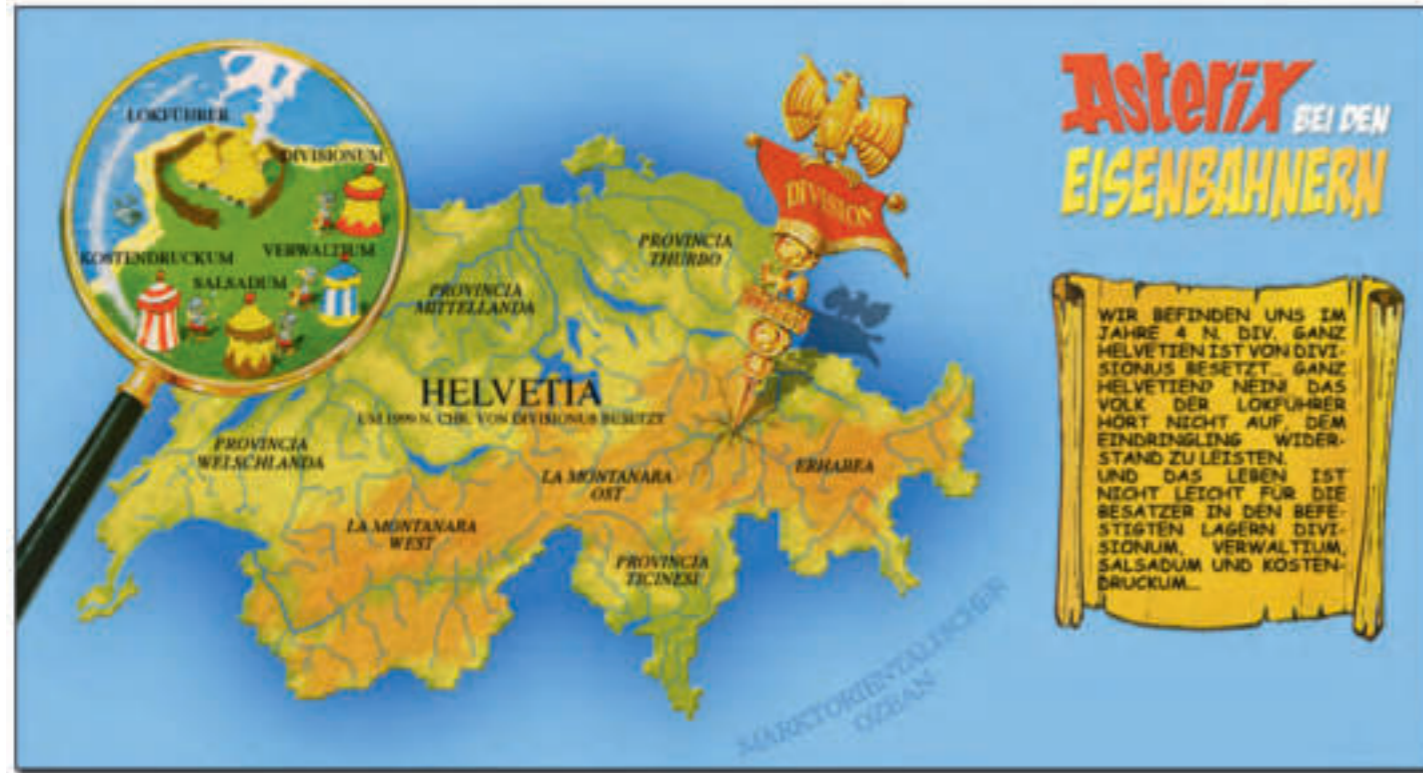 LOKFÜHRER
DIVISIONUM
KOSTENDRUCKUM
VERWALTIUM
SALSADUM
DIVISION
PROVINCIA
THURBO
PROVINCIA
MITTELLANDA
HELVETIA
UM 1999 N. CHR. VON DIVISIONUS BESETZT
PROVINCIA
WELSCHLANDA
LA MONTANARA
OST
ERHABEA
LA MONTANARA
WEST
PROVINCIA
TICINESI
MARKTORIENTALISCHER
OZEAN
Asterix BEI DEN
EISENBAHNERN
WIR BEFINDEN UNS IM
JAHRE 4 N. DIV. GANZ
HELVETIEN IST VON DIVI-
SIONUS BESETZT... GANZ
HELVETIEN? NEIN! DAS
VOLK DER LOKFÜHRER
HÖRT NICHT AUF, DEM
EINDRINGLING WIDER-
STAND ZU LEISTEN.
UND DAS LEBEN IST
NICHT LEICHT FÜR DIE
BESATZER IN DEN BEFE-
STIGTEN LAGERN DIVI-
SIONUM, VERWALTIUM,
SALSADUM UND KOSTEN-
DRUCKUM...